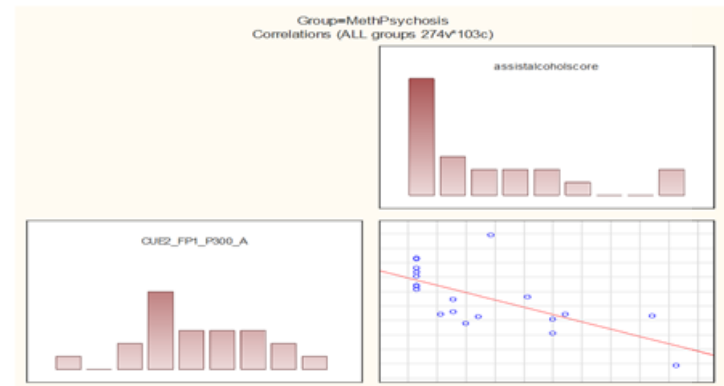 Group=MethPsychosis
Correlations (ALL groups 274v*103c)
assistalcoholscore
CUE2_FP1_P300_A